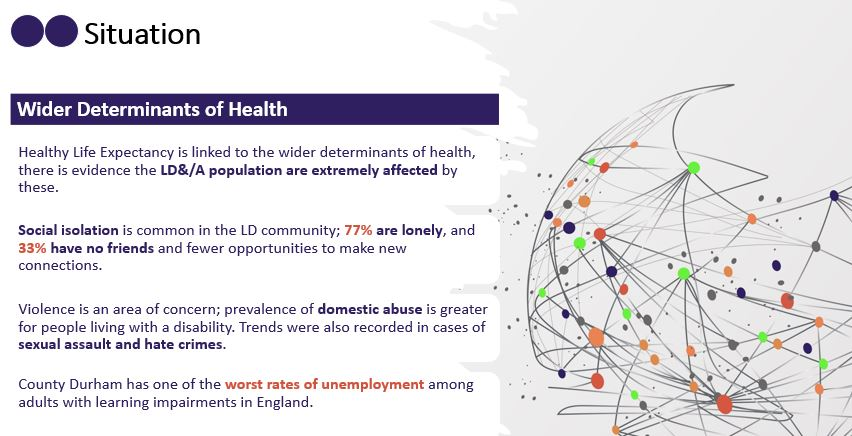 Situation
Wider Determinants of Health
Healthy Life Expectancy is linked to the wider determinants of health,
there is evidence the LD&/A population are extremely affected by
these.
Social isolation is common in the LD community; 77% are lonely, and
33% have no friends and fewer opportunities to make new
connections.
Violence is an area of concern; prevalence of domestic abuse is greater
for people living with a disability. Trends were also recorded in cases of
sexual assault and hate crimes.
County Durham has one of the worst rates of unemployment among
adults with learning impairments in England.